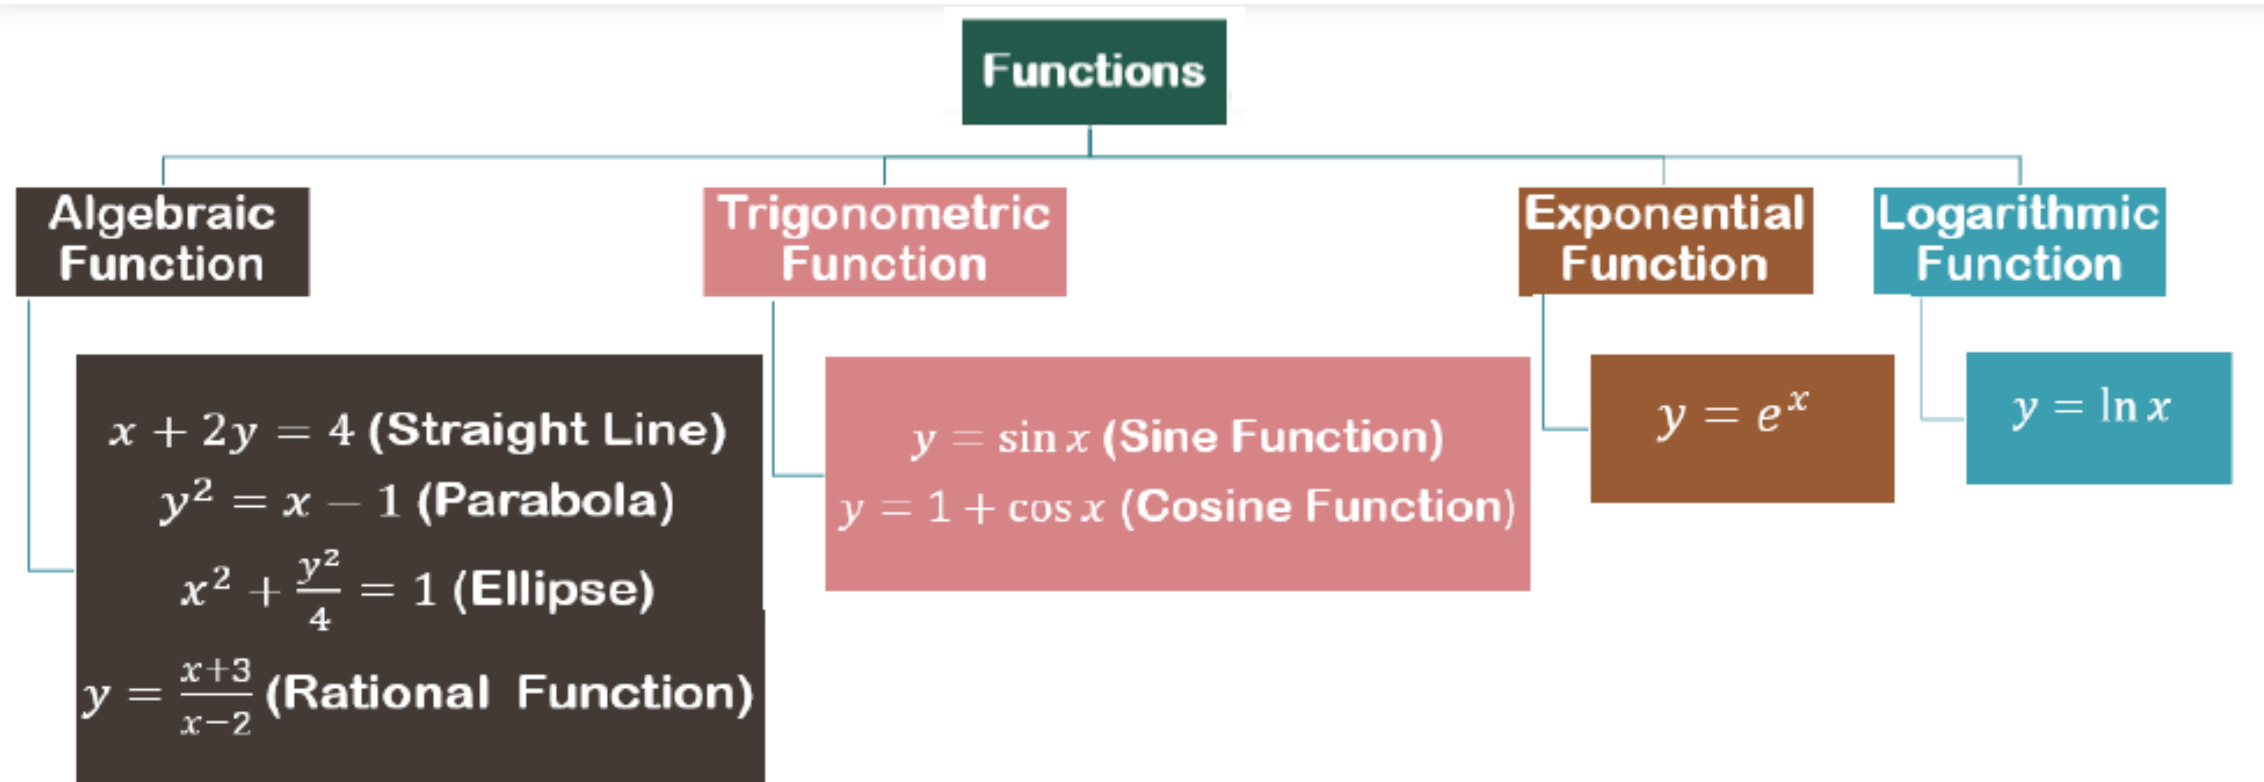 Functions
Algebraic
Function
Trigonometric
Function
Exponential
Function
Logarithmic
Function
x + 2y = 4 (Straight Line)
y² = x − 1 (Parabola)
x² + y²/4 = 1 (Ellipse)
y = x+3/x−2 (Rational Function)
y = sin x (Sine Function)
y = 1 + cos x (Cosine Function)
y = eˣ
y = ln x